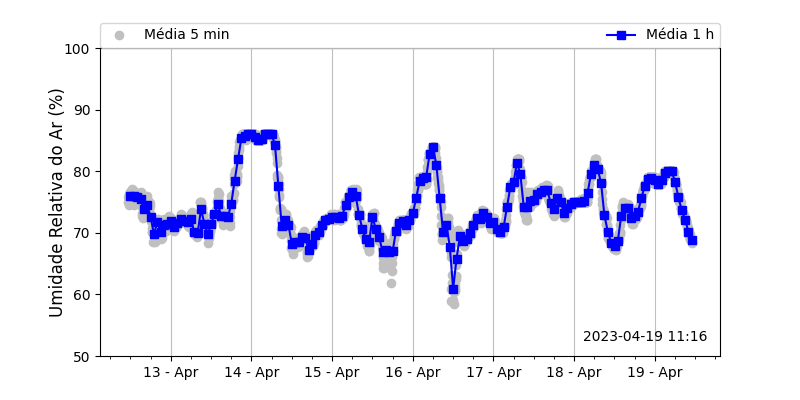 Média 5 min Média 1 h
Umidade Relativa do Ar (%)
100
90
80
70
60
50
2023-04-19 11:16
13 - Apr 14 - Apr 15 - Apr 16 - Apr 17 - Apr 18 - Apr 19 - Apr